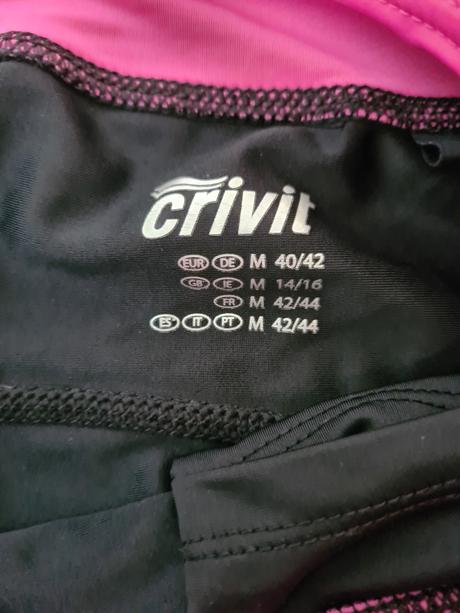 crivit
EUR DE M 40/42
GB IE M 14/16
FR M 42/44
ES IT PT M 42/44